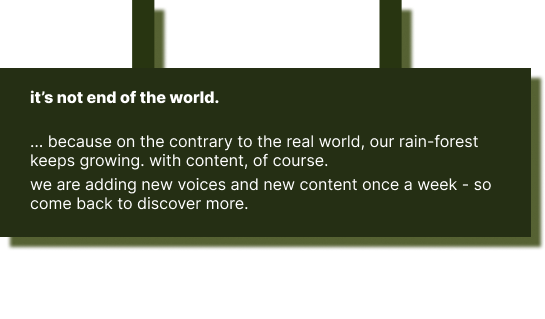 it's not end of the world.
... because on the contrary to the real world, our rain-forest
keeps growing. with content, of course.
we are adding new voices and new content once a week - so
come back to discover more.